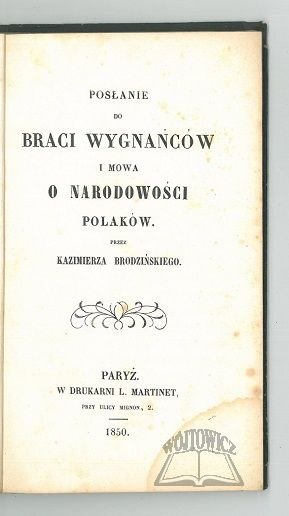 POSŁANIE
DO
BRACI WYGNAŃCÓW
I MOWA
O NARODOWOŚCI
POLAKÓW.
PRZEZ
KAZIMIERZA BRODZIŃSKIEGO.
PARYŻ.
W DRUKARNI L. MARTINET,
PRZY ULICY MIGNON, 2.
1850.
WÓJTOWICZ